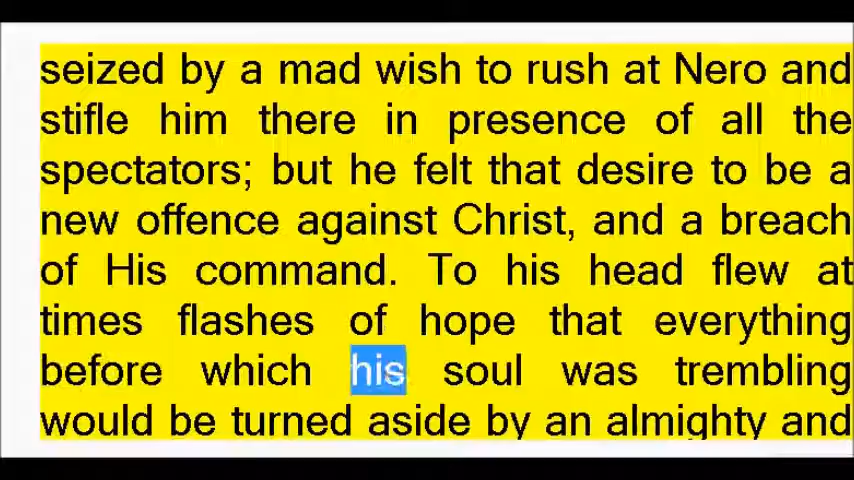 seized by a mad wish to rush at Nero and
stifle him there in presence of all the
spectators; but he felt that desire to be a
new offence against Christ, and a breach
of His command. To his head flew at
times flashes of hope that everything
before which his soul was trembling
would be turned aside by an almighty and